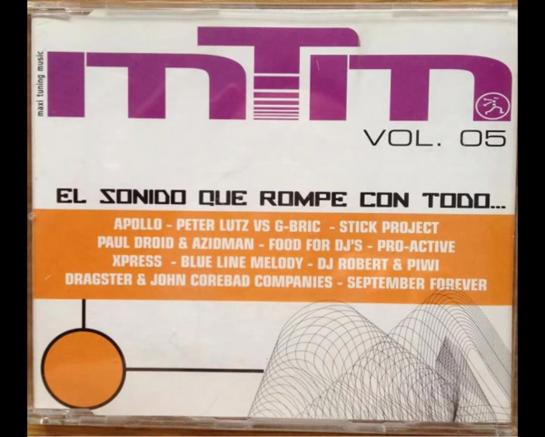 maxi tuning music
mTm
VOL. 05
EL SONIDO QUE ROMPE CON TODO...
APOLLO - PETER LUTZ VS G-BRIC - STICK PROJECT
PAUL DROID & AZIDMAN - FOOD FOR DJ'S - PRO-ACTIVE
XPRESS - BLUE LINE MELODY - DJ ROBERT & PIWI
DRAGSTER & JOHN COREBAD COMPANIES - SEPTEMBER FOREVER